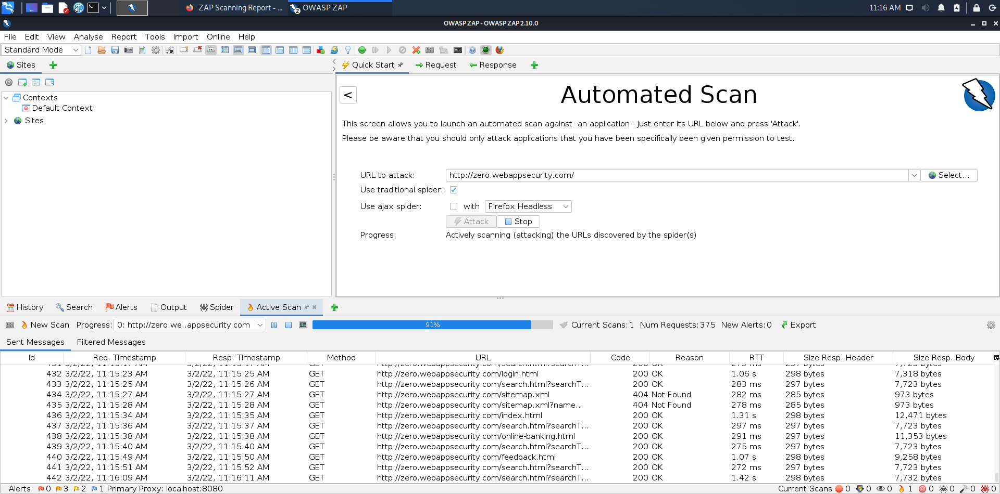 ZAP Scanning Report - ... OWASP ZAP 11:16 AM
OWASP ZAP - OWASP ZAP 2.10.0
File Edit View Analyse Report Tools Import Online Help
Standard Mode
Sites Quick Start Request Response
Contexts
Default Context
Sites
<
Automated Scan
This screen allows you to launch an automated scan against an application - just enter its URL below and press 'Attack'.
Please be aware that you should only attack applications that you have been specifically been given permission to test.
URL to attack: http://zero.webappsecurity.com/ Select...
Use traditional spider:
Use ajax spider: with Firefox Headless
Attack Stop
Progress: Actively scanning (attacking) the URLs discovered by the spider(s)
History Search Alerts Output Spider Active Scan
New Scan Progress: 0: http://zero.we..appsecurity.com 91% Current Scans: 1 Num Requests: 375 New Alerts: 0 Export
Sent Messages Filtered Messages
Id Req. Timestamp Resp. Timestamp Method URL Code Reason RTT Size Resp. Header Size Resp. Body
432 3/2/22, 11:15:23 AM 3/2/22, 11:15:25 AM GET http://zero.webappsecurity.com/login.html 200 OK 1.06 s 298 bytes 7,318 bytes
433 3/2/22, 11:15:25 AM 3/2/22, 11:15:26 AM GET http://zero.webappsecurity.com/search.html?searchT... 200 OK 283 ms 297 bytes 7,723 bytes
434 3/2/22, 11:15:27 AM 3/2/22, 11:15:27 AM GET http://zero.webappsecurity.com/sitemap.xml 404 Not Found 282 ms 285 bytes 973 bytes
435 3/2/22, 11:15:28 AM 3/2/22, 11:15:28 AM GET http://zero.webappsecurity.com/sitemap.xml?name... 404 Not Found 278 ms 285 bytes 973 bytes
436 3/2/22, 11:15:34 AM 3/2/22, 11:15:35 AM GET http://zero.webappsecurity.com/index.html 200 OK 1.31 s 298 bytes 12,471 bytes
437 3/2/22, 11:15:36 AM 3/2/22, 11:15:37 AM GET http://zero.webappsecurity.com/search.html?searchT... 200 OK 297 ms 297 bytes 7,723 bytes
438 3/2/22, 11:15:38 AM 3/2/22, 11:15:38 AM GET http://zero.webappsecurity.com/online-banking.html 200 OK 291 ms 297 bytes 11,353 bytes
439 3/2/22, 11:15:40 AM 3/2/22, 11:15:40 AM GET http://zero.webappsecurity.com/search.html?searchT... 200 OK 275 ms 297 bytes 7,723 bytes
440 3/2/22, 11:15:49 AM 3/2/22, 11:15:50 AM GET http://zero.webappsecurity.com/feedback.html 200 OK 1.07 s 298 bytes 9,258 bytes
441 3/2/22, 11:15:51 AM 3/2/22, 11:15:52 AM GET http://zero.webappsecurity.com/search.html?searchT... 200 OK 272 ms 297 bytes 7,723 bytes
442 3/2/22, 11:16:09 AM 3/2/22, 11:16:11 AM GET http://zero.webappsecurity.com/search.html?searchT... 200 OK 1.42 s 298 bytes 7,732 bytes
Alerts 0 3 2 1 Primary Proxy: localhost:8080 Current Scans 0 0 0 1 0 0 0 0